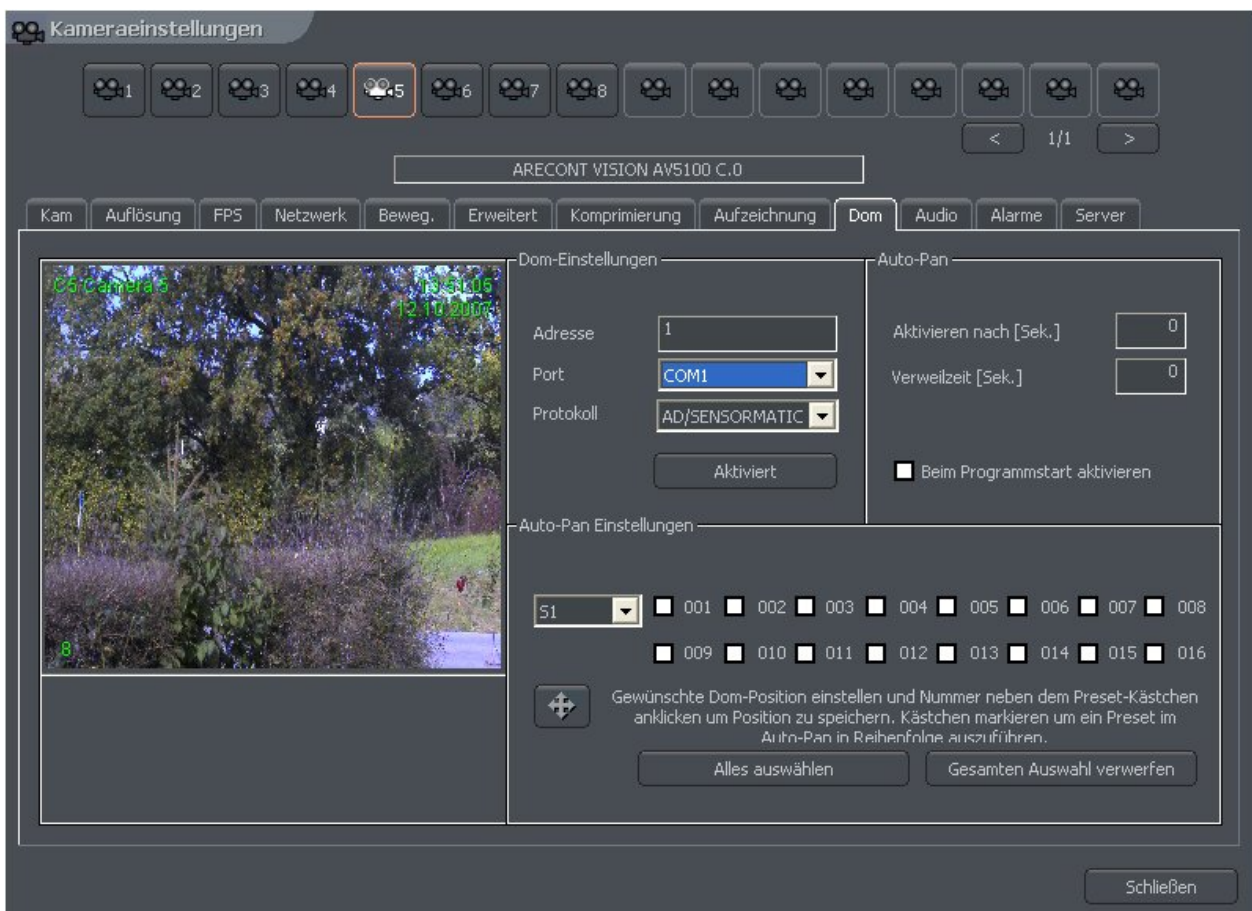 Kameraeinstellungen
1 2 3 4 5 6 7 8
< 1/1 >
ARECONT VISION AV5100 C.0
Kam Auflösung FPS Netzwerk Beweg. Erweitert Komprimierung Aufzeichnung Dom Audio Alarme Server
C5 Camera 5
13:51:05
12.10.2007
8
Dom-Einstellungen
Adresse 1
Port COM1
Protokoll AD/SENSORMATIC
Aktiviert
Auto-Pan
Aktivieren nach [Sek.] 0
Verweilzeit [Sek.] 0
Beim Programmstart aktivieren
Auto-Pan Einstellungen
S1 001 002 003 004 005 006 007 008
009 010 011 012 013 014 015 016
Gewünschte Dom-Position einstellen und Nummer neben dem Preset-Kästchen
anklicken um Position zu speichern. Kästchen markieren um ein Preset im
Auto-Pan in Reihenfolge auszuführen.
Alles auswählen Gesamten Auswahl verwerfen
Schließen